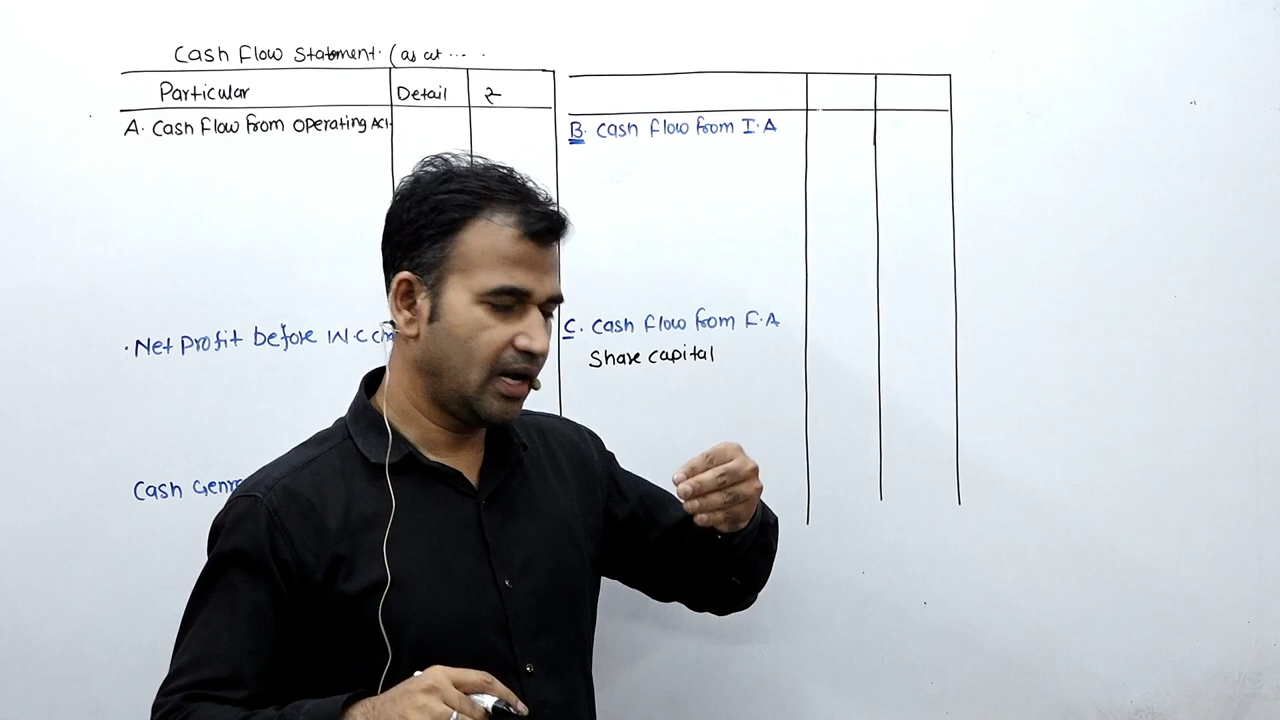 Cash Flow Statement. (as at .....
Particular Detail ₹
A. Cash Flow From Operating Act.
. Net Profit before W.C
Cash
B. Cash Flow from I.A
C. Cash Flow from F.A
Share Capital